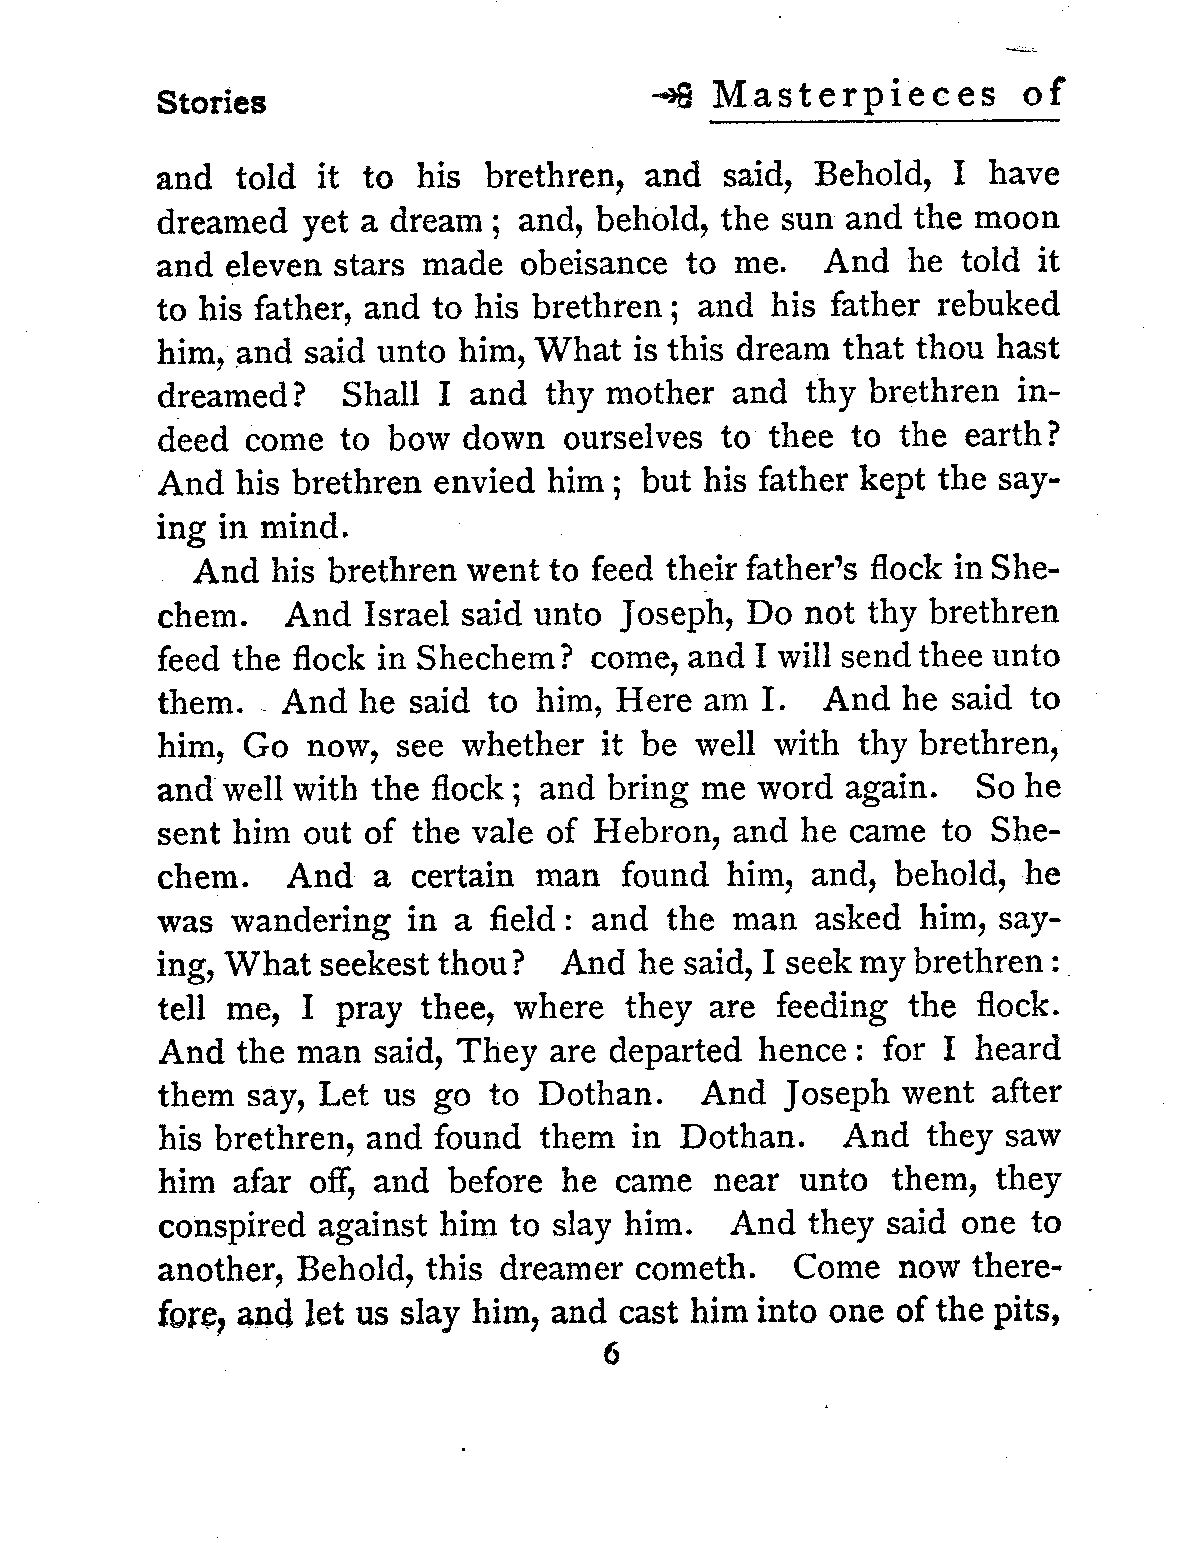 Stories Masterpieces of
and told it to his brethren, and said, Behold, I have
dreamed yet a dream; and, behold, the sun and the moon
and eleven stars made obeisance to me. And he told it
to his father, and to his brethren; and his father rebuked
him, and said unto him, What is this dream that thou hast
dreamed? Shall I and thy mother and thy brethren in-
deed come to bow down ourselves to thee to the earth?
And his brethren envied him; but his father kept the say-
ing in mind.
And his brethren went to feed their father's flock in She-
chem. And Israel said unto Joseph, Do not thy brethren
feed the flock in Shechem? come, and I will send thee unto
them. And he said to him, Here am I. And he said to
him, Go now, see whether it be well with thy brethren,
and well with the flock; and bring me word again. So he
sent him out of the vale of Hebron, and he came to She-
chem. And a certain man found him, and, behold, he
was wandering in a field: and the man asked him, say-
ing, What seekest thou? And he said, I seek my brethren:
tell me, I pray thee, where they are feeding the flock.
And the man said, They are departed hence: for I heard
them say, Let us go to Dothan. And Joseph went after
his brethren, and found them in Dothan. And they saw
him afar off, and before he came near unto them, they
conspired against him to slay him. And they said one to
another, Behold, this dreamer cometh. Come now there-
fore, and let us slay him, and cast him into one of the pits,
6